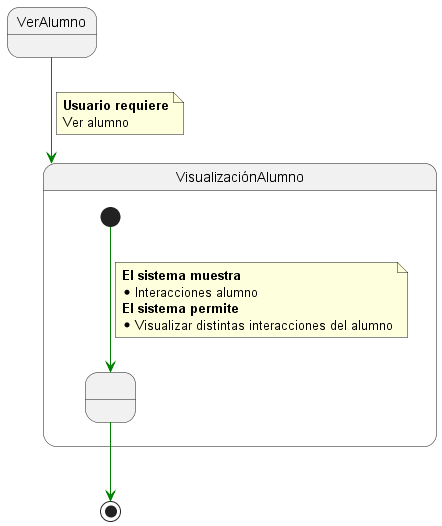 VerAlumno
Usuario requiere
Ver alumno
VisualizaciónAlumno
El sistema muestra
• Interacciones alumno
El sistema permite
• Visualizar distintas interacciones del alumno